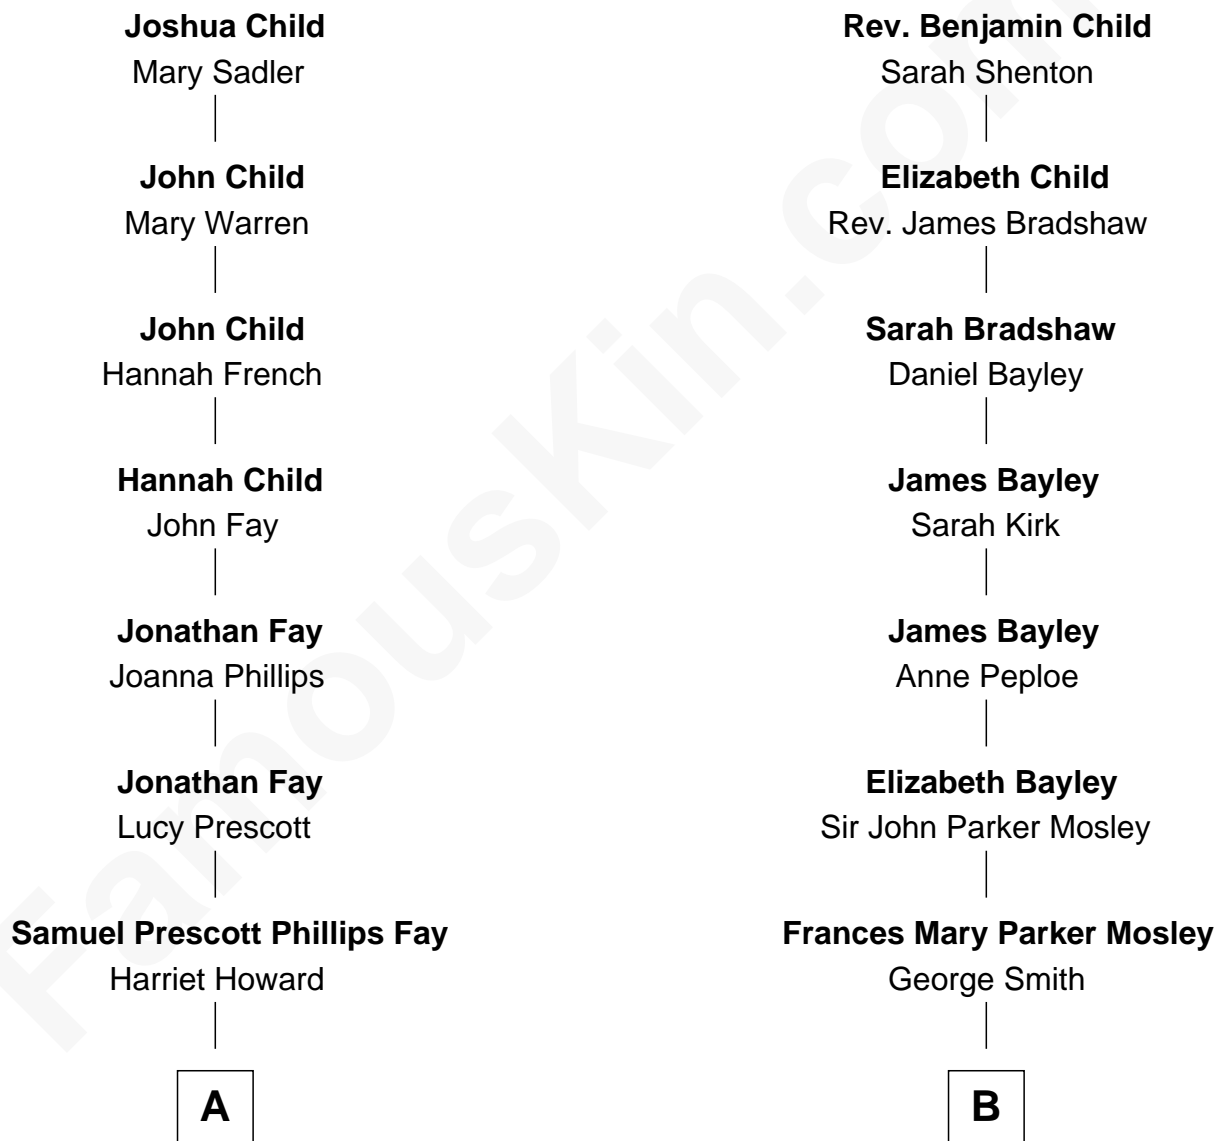 Joshua Child
Mary Sadler
John Child
Mary Warren
John Child
Hannah French
Hannah Child
John Fay
Jonathan Fay
Joanna Phillips
Jonathan Fay
Lucy Prescott
Samuel Prescott Phillips Fay
Harriet Howard
A
Rev. Benjamin Child
Sarah Shenton
Elizabeth Child
Rev. James Bradshaw
Sarah Bradshaw
Daniel Bayley
James Bayley
Sarah Kirk
James Bayley
Anne Peploe
Elizabeth Bayley
Sir John Parker Mosley
Frances Mary Parker Mosley
George Smith
B
FamousKin.com